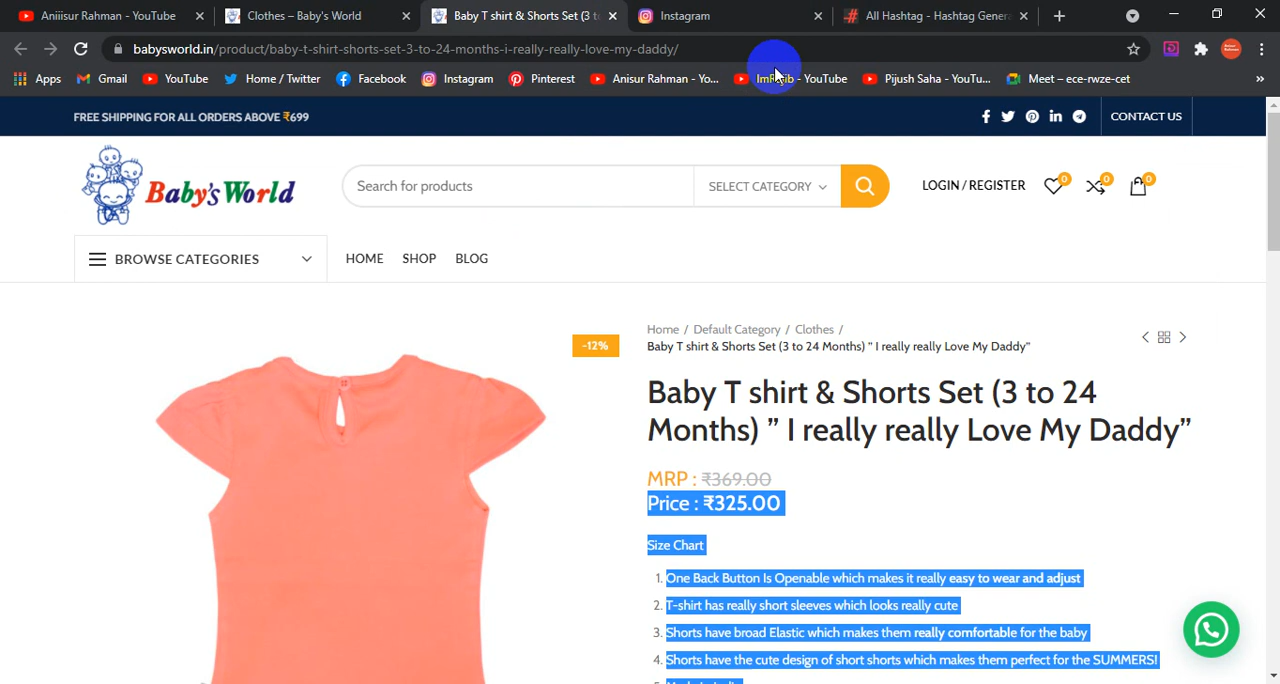 Aniiisur Rahman - YouTube
Clothes – Baby's World
Baby T shirt & Shorts Set (3 t
Instagram
All Hashtag - Hashtag Genera
babysworld.in/product/baby-t-shirt-shorts-set-3-to-24-months-i-really-really-love-my-daddy/
Apps
Gmail
YouTube
Home / Twitter
Facebook
Instagram
Pinterest
Anisur Rahman - Yo...
ImRajib - YouTube
Pijush Saha - YouTu...
Meet – ece-rwze-cet
FREE SHIPPING FOR ALL ORDERS ABOVE ₹699
CONTACT US
Baby's World
Search for products
SELECT CATEGORY
LOGIN / REGISTER
0
0
0
BROWSE CATEGORIES
HOME
SHOP
BLOG
-12%
Home / Default Category / Clothes /
Baby T shirt & Shorts Set (3 to 24 Months) " I really really Love My Daddy"
Baby T shirt & Shorts Set (3 to 24
Months) ” I really really Love My Daddy”
MRP : ₹369.00
Price : ₹325.00
Size Chart
1. One Back Button Is Openable which makes it really easy to wear and adjust
2. T-shirt has really short sleeves which looks really cute
3. Shorts have broad Elastic which makes them really comfortable for the baby
4. Shorts have the cute design of short shorts which makes them perfect for the SUMMERS!